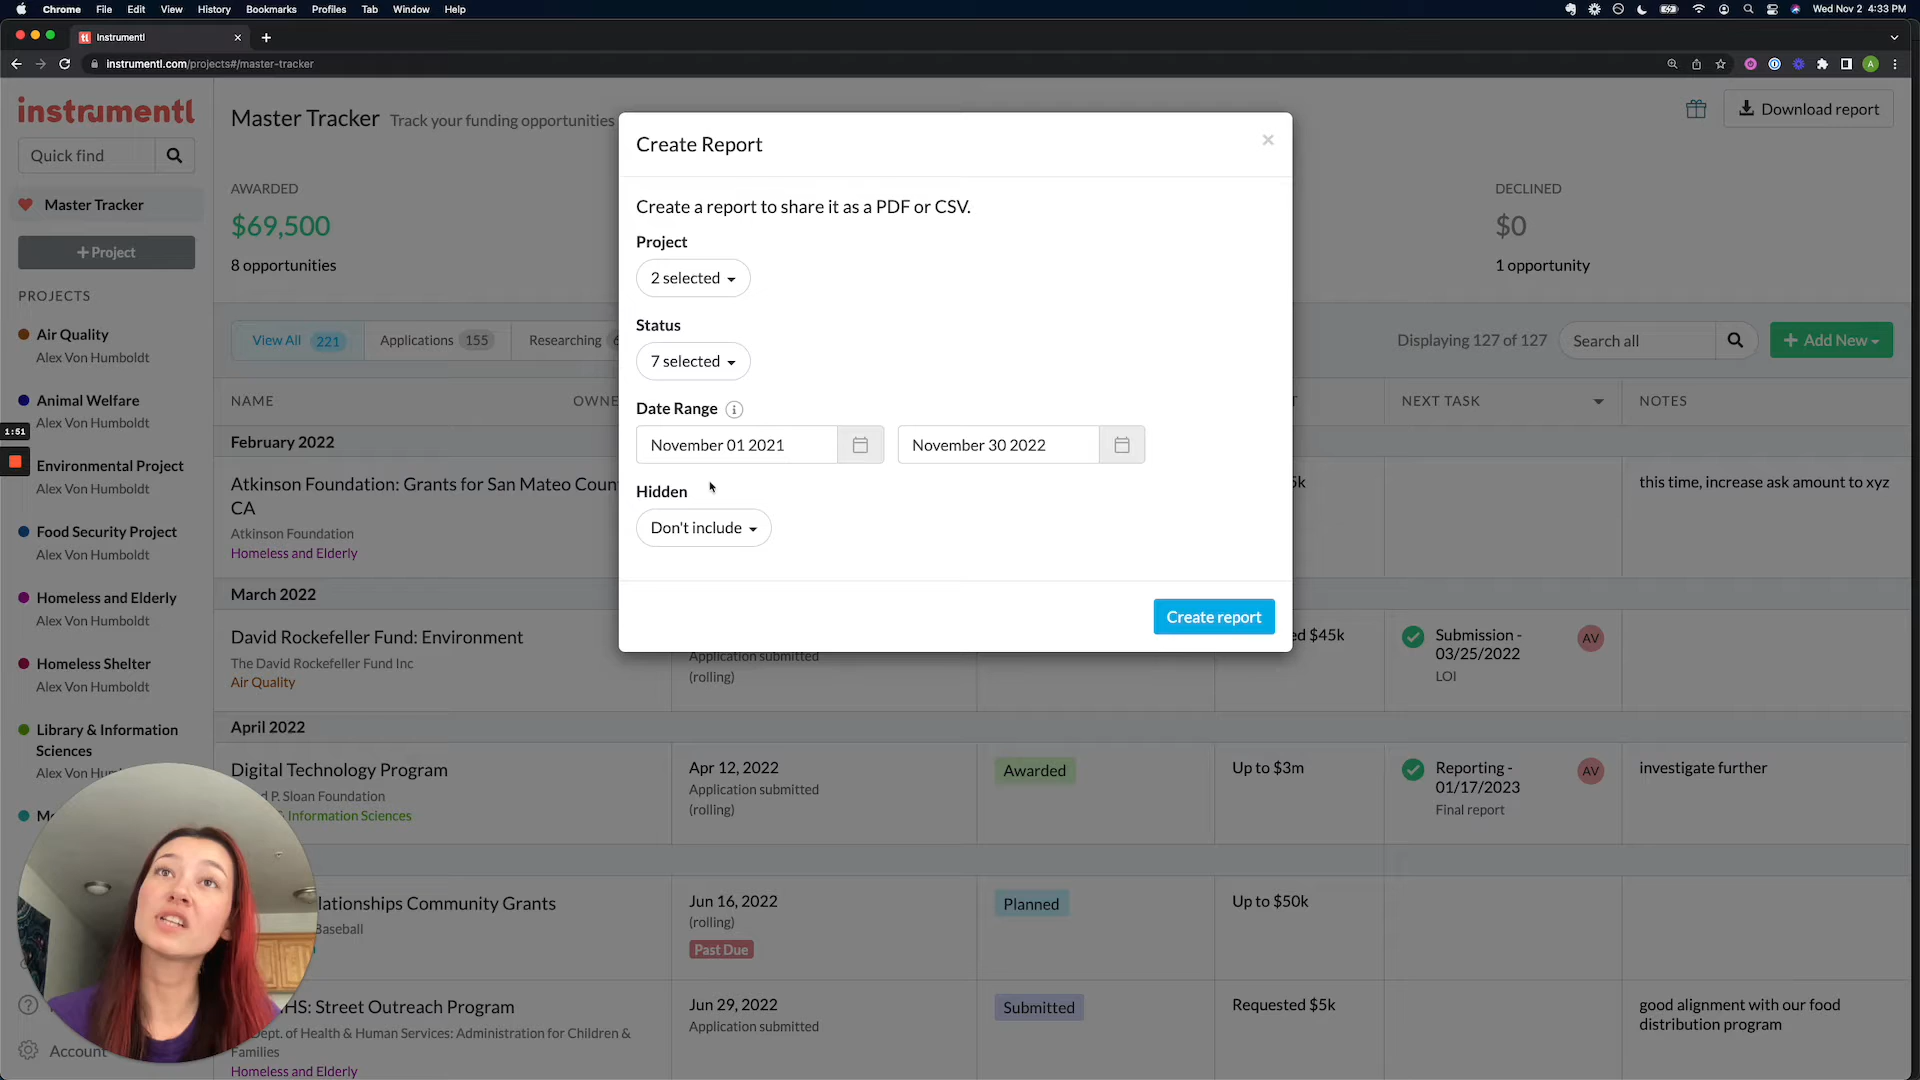 Chrome File Edit View History Bookmarks Profiles Tab Window Help
Wed Nov 2 4:33 PM
Instrumentl
instrumentl.com/projects#/master-tracker
A
instrumentl
Quick find
Master Tracker
+ Project
PROJECTS
Air Quality
Alex Von Humboldt
Animal Welfare
Alex Von Humboldt
1:51
Environmental Project
Alex Von Humboldt
Food Security Project
Alex Von Humboldt
Homeless and Elderly
Alex Von Humboldt
Homeless Shelter
Alex Von Humboldt
Library & Information
Sciences
Account
Master Tracker Track your funding opportunities
Download report
AWARDED
$69,500
8 opportunities
DECLINED
$0
1 opportunity
View All 221
Applications 155
Researching
Displaying 127 of 127
Search all
+ Add New
NAME
NEXT TASK
NOTES
February 2022
Atkinson Foundation: Grants for San Mateo
CA
Atkinson Foundation
Homeless and Elderly
this time, increase ask amount to xyz
March 2022
David Rockefeller Fund: Environment
The David Rockefeller Fund Inc
Air Quality
Application submitted
(rolling)
$45k
Submission -
03/25/2022
LOI
AV
April 2022
Digital Technology Program
P. Sloan Foundation
Information Sciences
Apr 12, 2022
Application submitted
(rolling)
Awarded
Up to $3m
Reporting -
01/17/2023
Final report
AV
investigate further
Community Grants
Baseball
Jun 16, 2022
(rolling)
Past Due
Planned
Up to $50k
HS: Street Outreach Program
Dept. of Health & Human Services: Administration for Children &
Families
Homeless and Elderly
Jun 29, 2022
Application submitted
Submitted
Requested $5k
good alignment with our food
distribution program
Create Report
×
Create a report to share it as a PDF or CSV.
Project
2 selected
Status
7 selected
Date Range
November 01 2021
November 30 2022
Hidden
Don't include
Create report